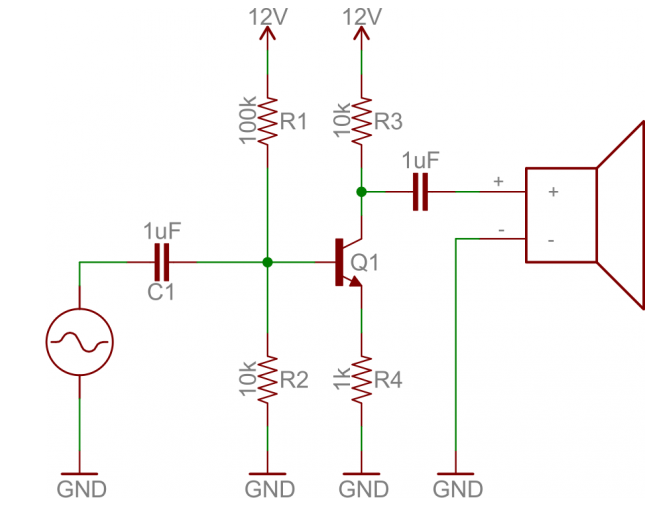 12V
12V
100k
R1
10k
R3
1uF
+
+
1uF
-
-
C1
Q1
10k
R2
1k
R4
GND
GND
GND
GND